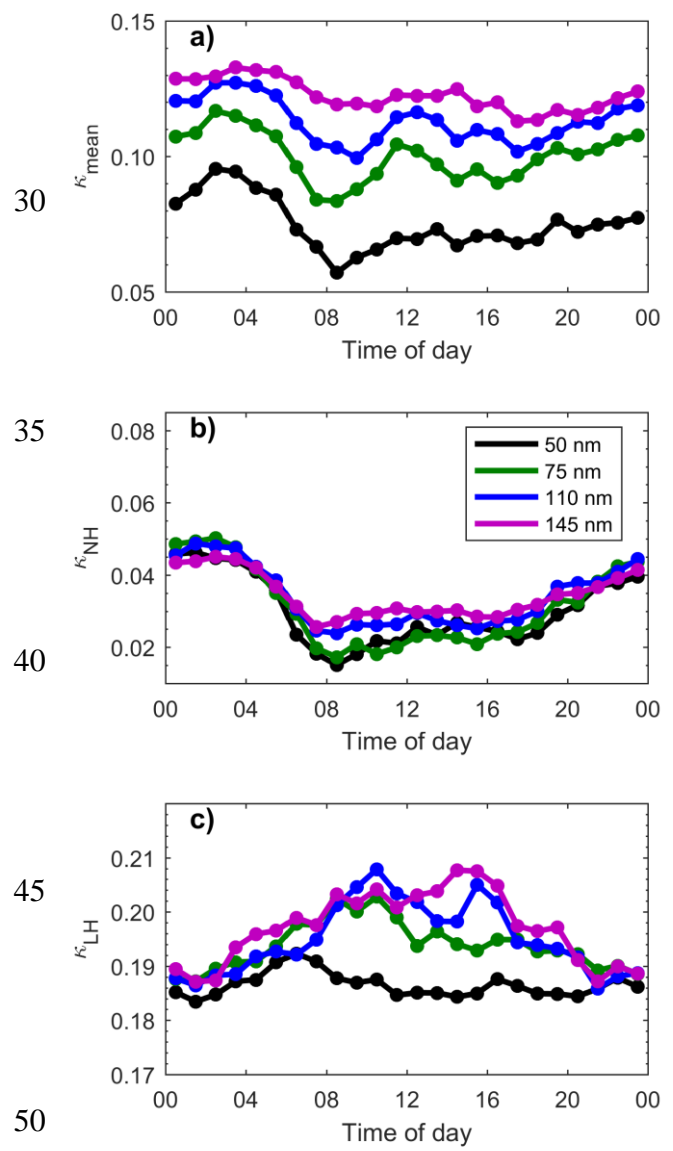 0.15
a)
κmean
0.10
30
0.05
00 04 08 12 16 20 00
Time of day
35
0.08
b)
50 nm
75 nm
110 nm
145 nm
0.06
κNH
0.04
0.02
40
00 04 08 12 16 20 00
Time of day
c)
0.21
45
0.20
κLH
0.19
0.18
0.17
00 04 08 12 16 20 00
50
Time of day